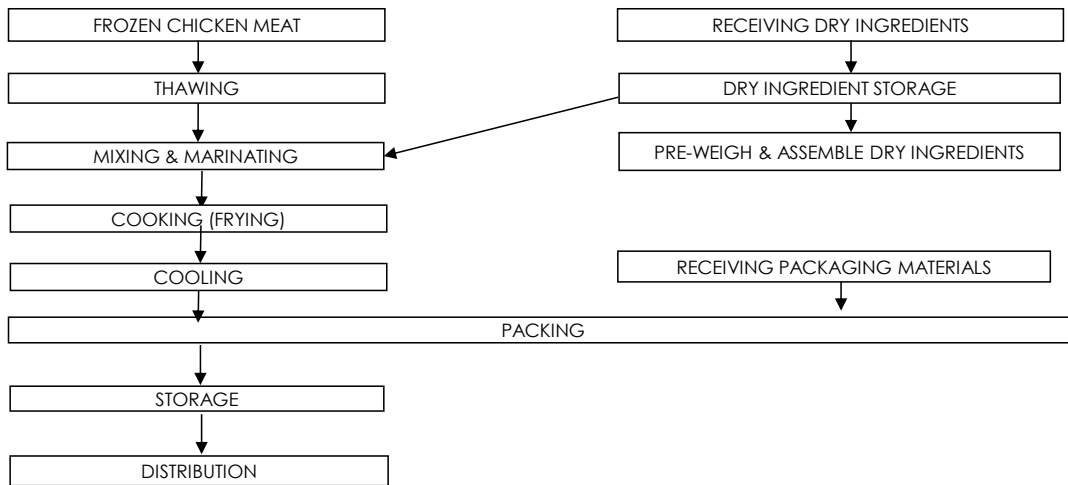 FROZEN CHICKEN MEAT
RECEIVING DRY INGREDIENTS
THAWING
DRY INGREDIENT STORAGE
MIXING & MARINATING
PRE-WEIGH & ASSEMBLE DRY INGREDIENTS
COOKING (FRYING)
COOLING
RECEIVING PACKAGING MATERIALS
PACKING
STORAGE
DISTRIBUTION